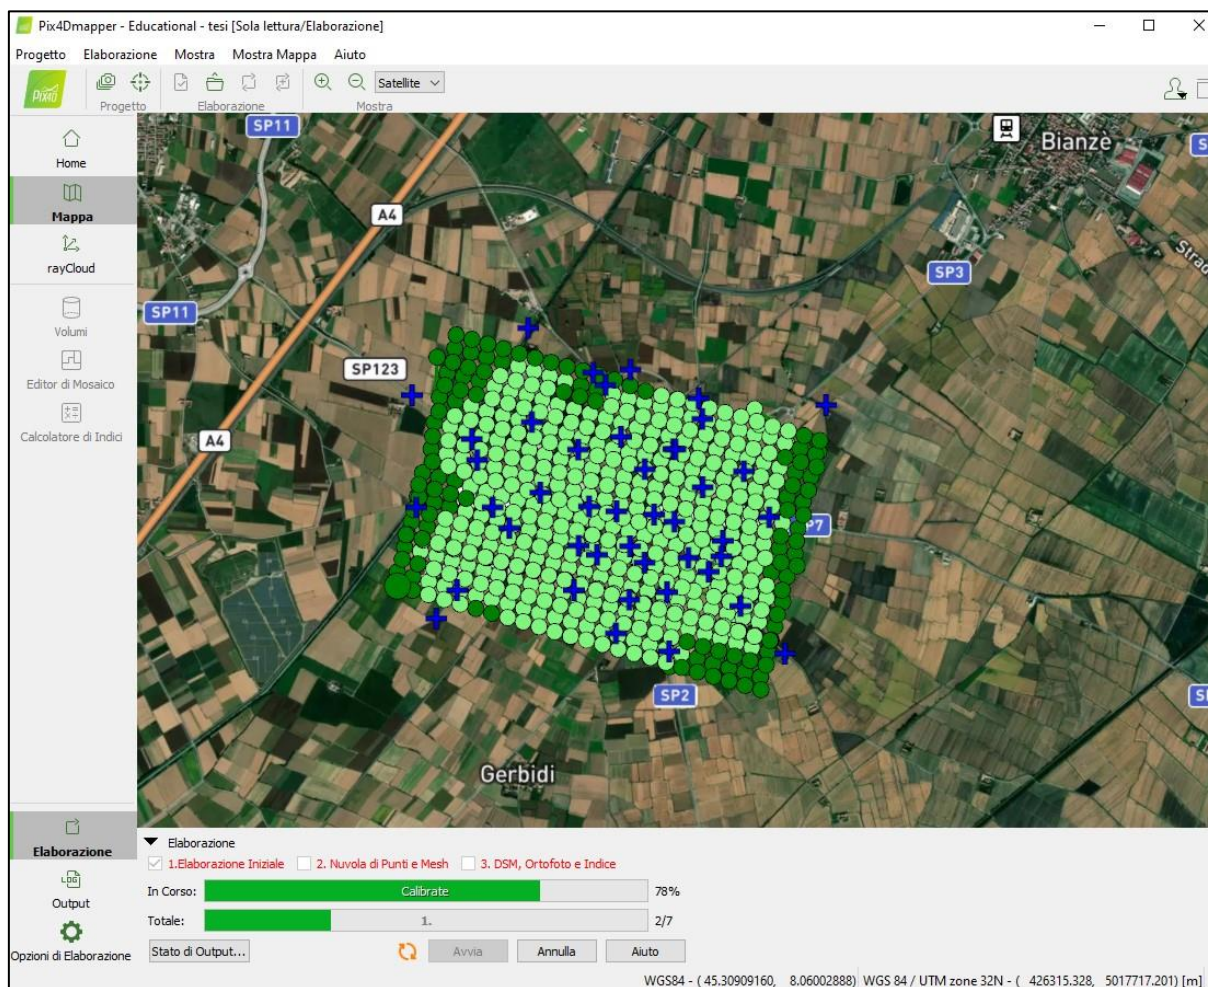 Pix4Dmapper - Educational - tesi [Sola lettura/Elaborazione]
Progetto Elaborazione Mostra Mostra Mappa Aiuto
PIX4D
Satellite
Progetto Elaborazione Mostra
Home
Mappa
rayCloud
Volumi
Editor di Mosaico
Calcolatore di Indici
SP11
Bianzè
A4
SP3
SP11
SP123
A4
SP2
Gerbidi
Elaborazione
Output
Opzioni di Elaborazione
Elaborazione
1.Elaborazione Iniziale 2. Nuvola di Punti e Mesh 3. DSM, Ortofoto e Indice
In Corso: Calibrate 78%
Totale: 1. 2/7
Stato di Output... Avvia Annulla Aiuto
WGS84 - ( 45.30909160, 8.06002888) WGS 84 / UTM zone 32N - ( 426315.328, 5017717.201) [m]